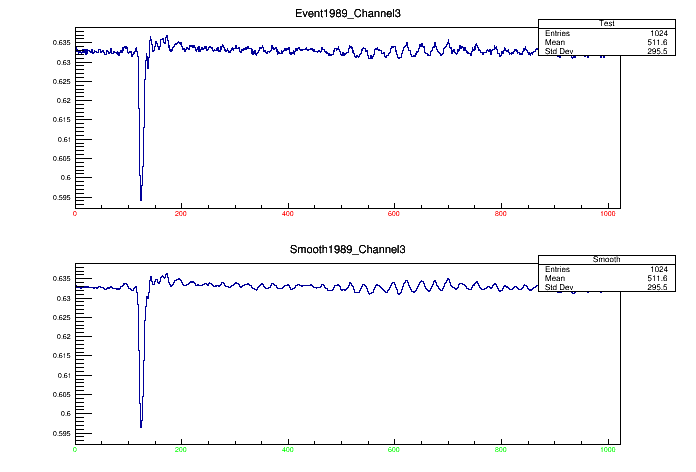 Event1989_Channel3
Test
Entries 1024
Mean 511.6
Std Dev 295.5
0.635
0.63
0.625
0.62
0.615
0.61
0.605
0.6
0.595
0 200 400 600 800 1000
Smooth1989_Channel3
Smooth
Entries 1024
Mean 511.6
Std Dev 295.5
0.635
0.63
0.625
0.62
0.615
0.61
0.605
0.6
0.595
0 200 400 600 800 1000